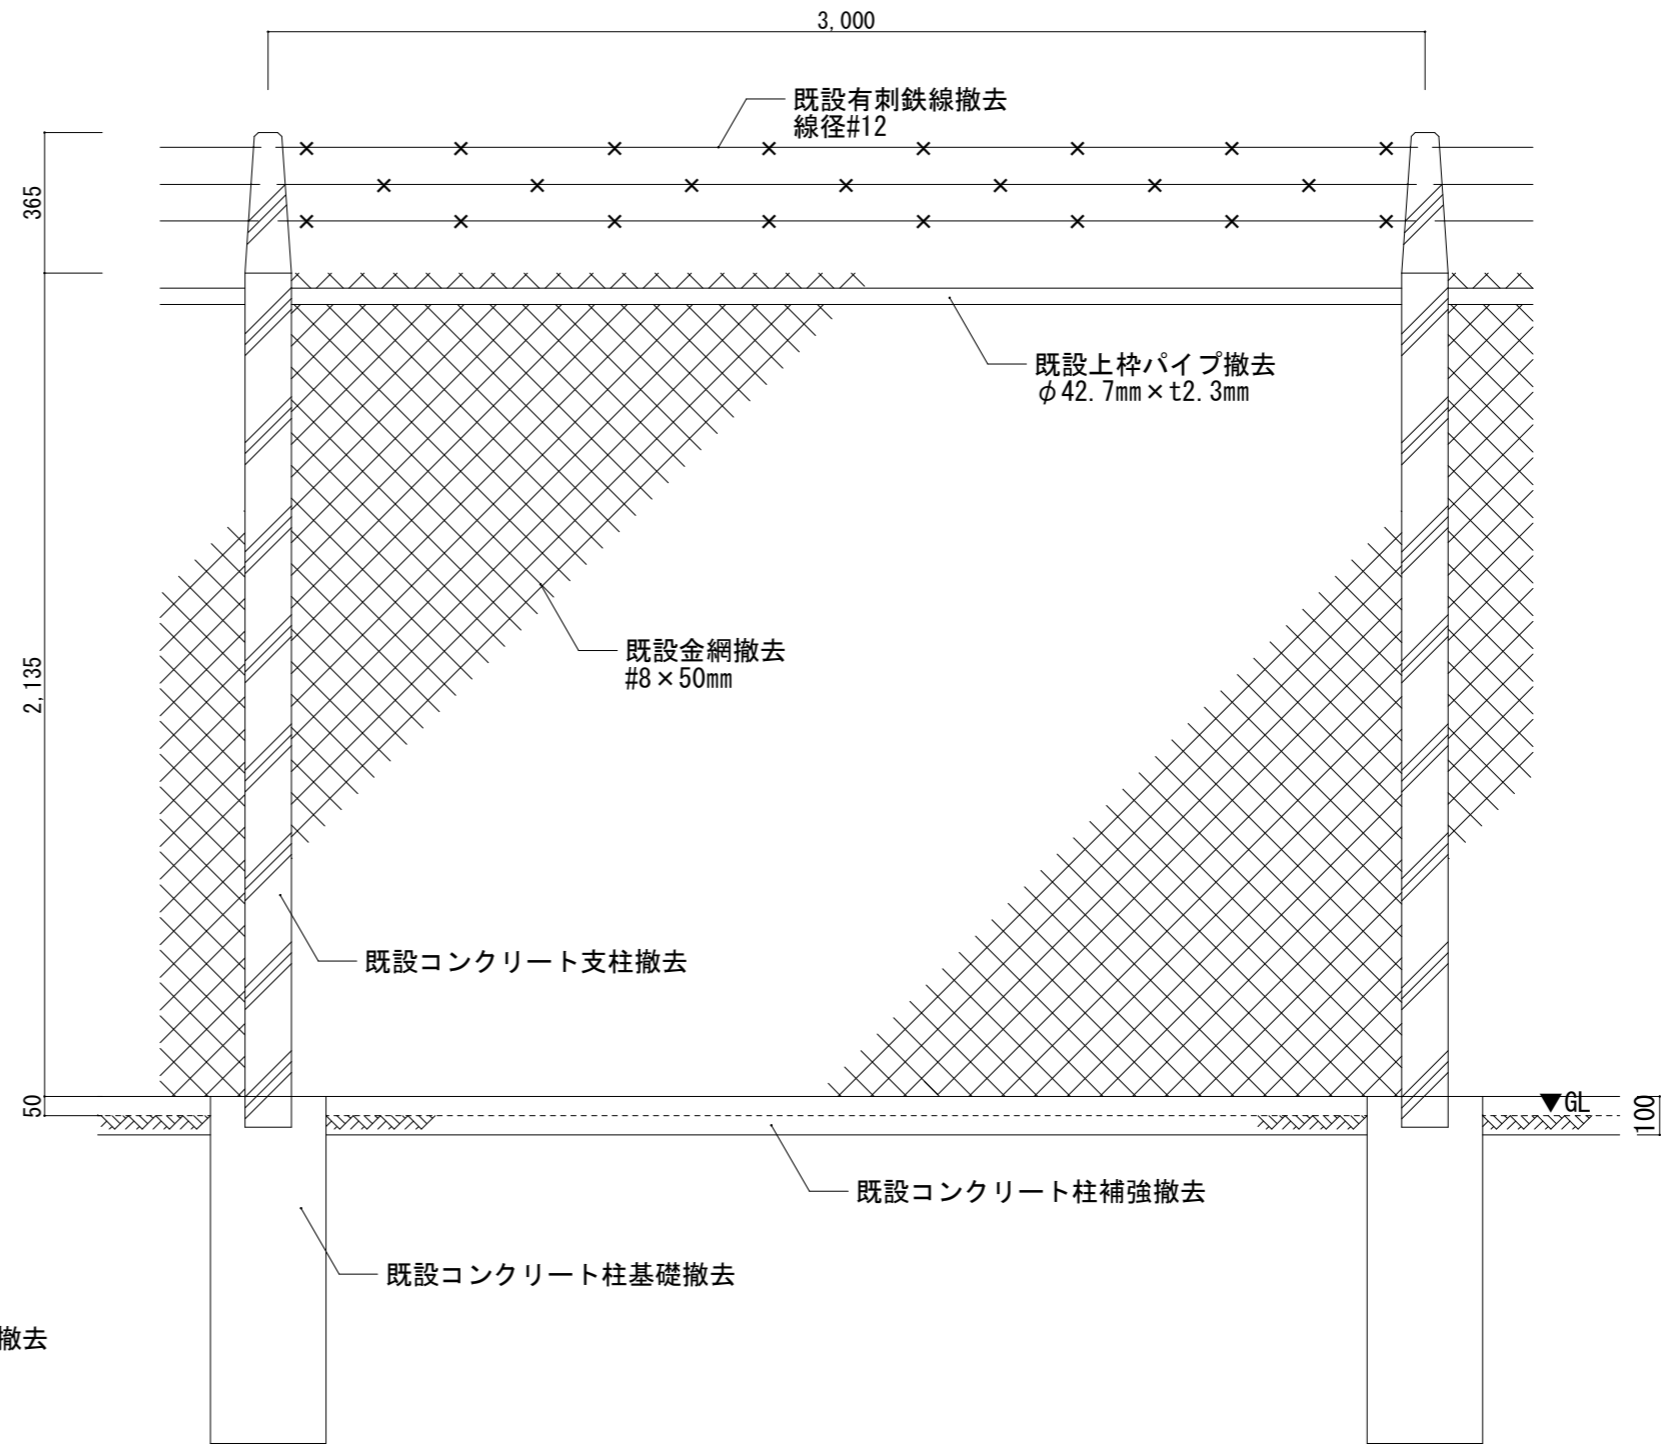 3,000
既設有刺鉄線撤去
線径#12
365
既設上枠パイプ撤去
φ42.7mm×t2.3mm
既設金網撤去
#8×50mm
2,135
既設コンクリート支柱撤去
50
▼GL
100
既設コンクリート柱補強撤去
既設コンクリート柱基礎撤去
撤去